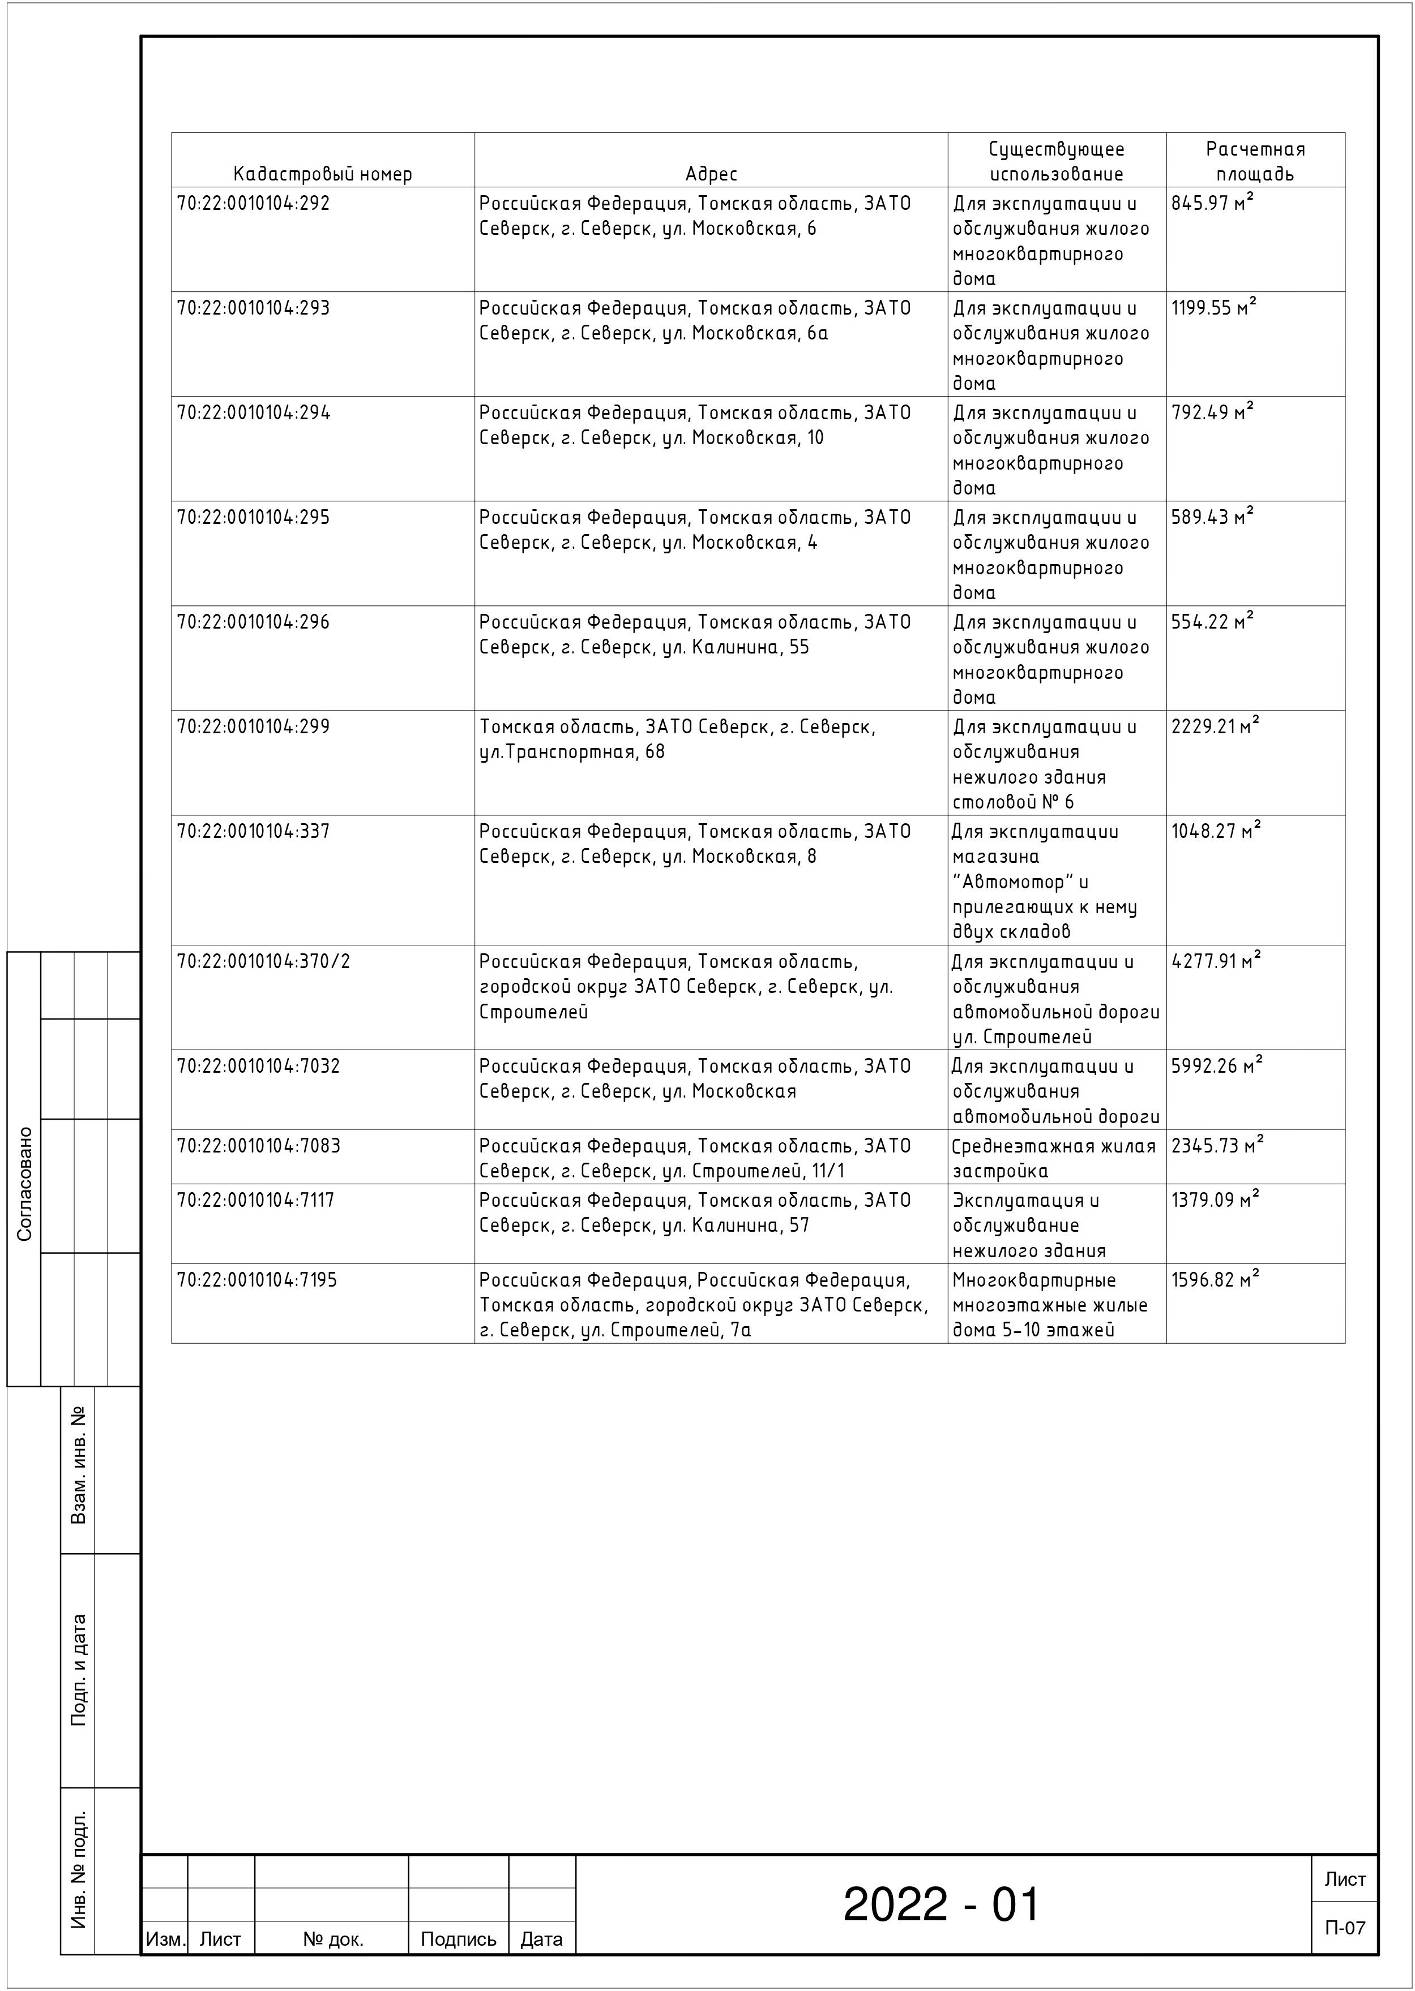 Кадастровый номер
Адрес
Существующее
использование
Расчетная
площадь
70:22:0010104:292
Российская Федерация, Томская область, ЗАТО
Северск, г. Северск, ул. Московская, 6
Для эксплуатации и
обслуживания жилого
многоквартирного
дома
845.97 м²
70:22:0010104:293
Российская Федерация, Томская область, ЗАТО
Северск, г. Северск, ул. Московская, 6а
Для эксплуатации и
обслуживания жилого
многоквартирного
дома
1199.55 м²
70:22:0010104:294
Российская Федерация, Томская область, ЗАТО
Северск, г. Северск, ул. Московская, 10
Для эксплуатации и
обслуживания жилого
многоквартирного
дома
792.49 м²
70:22:0010104:295
Российская Федерация, Томская область, ЗАТО
Северск, г. Северск, ул. Московская, 4
Для эксплуатации и
обслуживания жилого
многоквартирного
дома
589.43 м²
70:22:0010104:296
Российская Федерация, Томская область, ЗАТО
Северск, г. Северск, ул. Калинина, 55
Для эксплуатации и
обслуживания жилого
многоквартирного
дома
554.22 м²
70:22:0010104:299
Томская область, ЗАТО Северск, г. Северск,
ул.Транспортная, 68
Для эксплуатации и
обслуживания
нежилого здания
столовой № 6
2229.21 м²
70:22:0010104:337
Российская Федерация, Томская область, ЗАТО
Северск, г. Северск, ул. Московская, 8
Для эксплуатации
магазина
"Автомотор" и
прилегающих к нему
двух складов
1048.27 м²
70:22:0010104:370/2
Российская Федерация, Томская область,
городской округ ЗАТО Северск, г. Северск, ул.
Строителей
Для эксплуатации и
обслуживания
автомобильной дороги
ул. Строителей
4277.91 м²
70:22:0010104:7032
Российская Федерация, Томская область, ЗАТО
Северск, г. Северск, ул. Московская
Для эксплуатации и
обслуживания
автомобильной дороги
5992.26 м²
70:22:0010104:7083
Российская Федерация, Томская область, ЗАТО
Северск, г. Северск, ул. Строителей, 11/1
Среднеэтажная жилая
застройка
2345.73 м²
70:22:0010104:7117
Российская Федерация, Томская область, ЗАТО
Северск, г. Северск, ул. Калинина, 57
Эксплуатация и
обслуживание
нежилого здания
1379.09 м²
70:22:0010104:7195
Российская Федерация, Российская Федерация,
Томская область, городской округ ЗАТО Северск,
г. Северск, ул. Строителей, 7а
Многоквартирные
многоэтажные жилые
дома 5-10 этажей
1596.82 м²
Согласовано
Взам. инв. №
Подп. и дата
Инв. № подл.
Изм.
Лист
№ док.
Подпись
Дата
2022 - 01
Лист
П-07